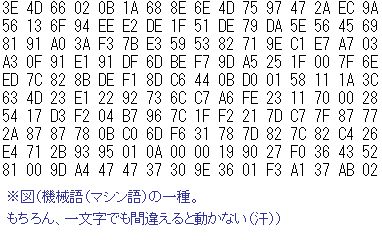 3E 4D 66 02 0B 1A 68 8E 6E 4D 75 97 47 2A EC 9A
56 13 6F 94 EE E2 DE 1F 51 DE 79 DA 5E 56 45 69
81 91 A0 3A F3 7B E3 59 53 82 71 9E C1 E7 A7 03
A3 0F 91 E1 91 DF 6D BE F7 9D A5 25 1F 00 7F 6E
ED 7C 82 8B DE F1 8D C6 44 0B D0 01 58 11 1A 3C
63 4D 23 E1 22 92 73 6C C7 A6 FE 23 11 70 00 28
54 17 D3 F2 04 B7 96 7C 1F F2 21 7D C7 7F 87 77
2A 87 87 78 0B C0 6D F6 31 78 7D 82 7C 82 C4 26
E4 71 2B 93 95 01 0A 00 00 19 90 27 F0 36 43 52
81 00 9D A4 47 47 37 30 9E 36 01 F3 A1 37 AB 02
※図(機械語(マシン語)の一種。
もちろん、一文字でも間違えると動かない(汗))